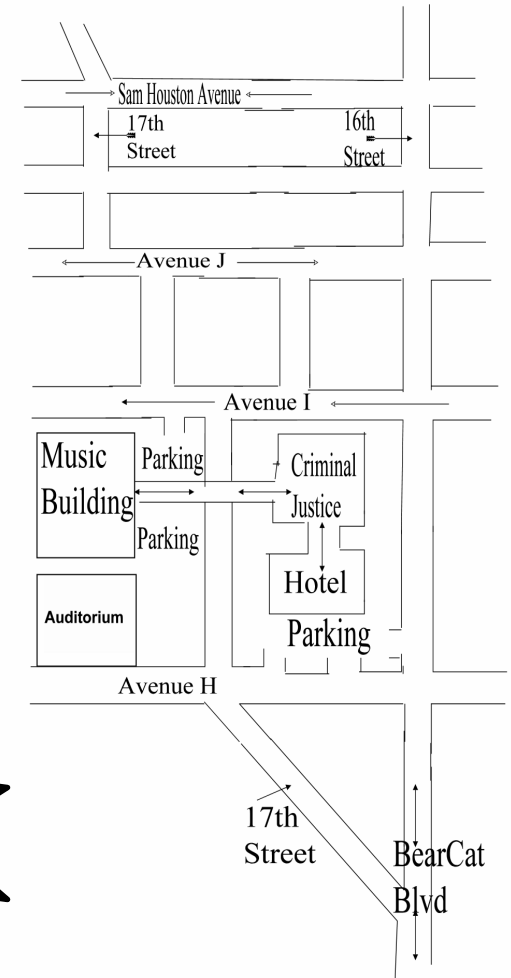 Sam Houston Avenue
17th
Street
16th
Street
Avenue J
Avenue I
Music
Building
Parking
Parking
Criminal
Justice
Hotel
Parking
Auditorium
Avenue H
17th
Street
BearCat
Blvd